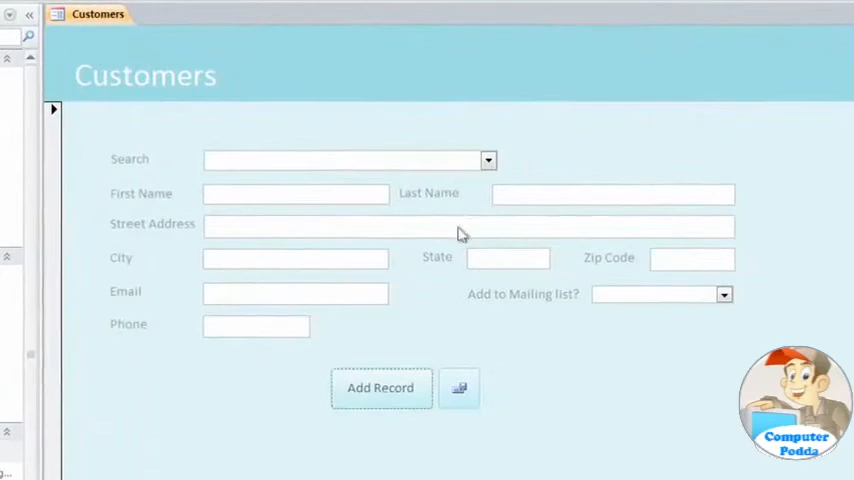 Customers
Customers
Search
First Name Last Name
Street Address
City State Zip Code
Email Add to Mailing list?
Phone
Add Record
g...
Computer
Podda